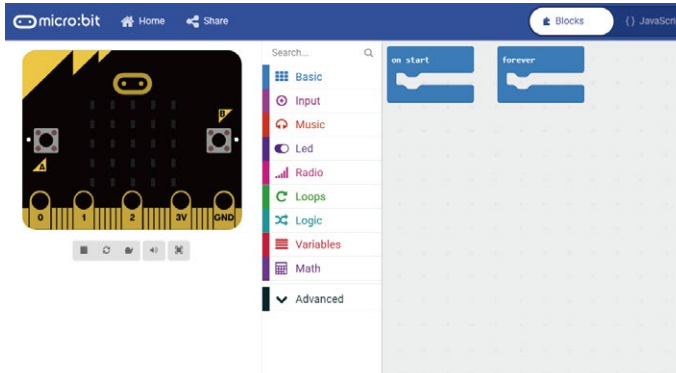 micro:bit Home Share Blocks {} JavaScri
Search...
Basic
Input
Music
Led
Radio
Loops
Logic
Variables
Math
Advanced
on start forever
B
A
0 1 2 3V GND